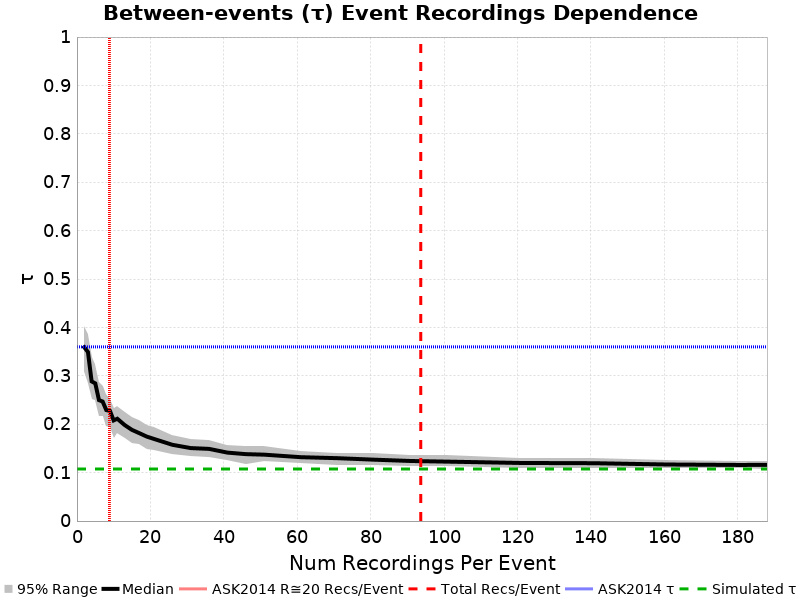 Between-events (τ) Event Recordings Dependence
1
0.9
0.8
0.7
0.6
0.5
0.4
0.3
0.2
0.1
0
τ
0 20 40 60 80 100 120 140 160 180
Num Recordings Per Event
95% Range Median ASK2014 R≅20 Recs/Event Total Recs/Event ASK2014 τ Simulated τ